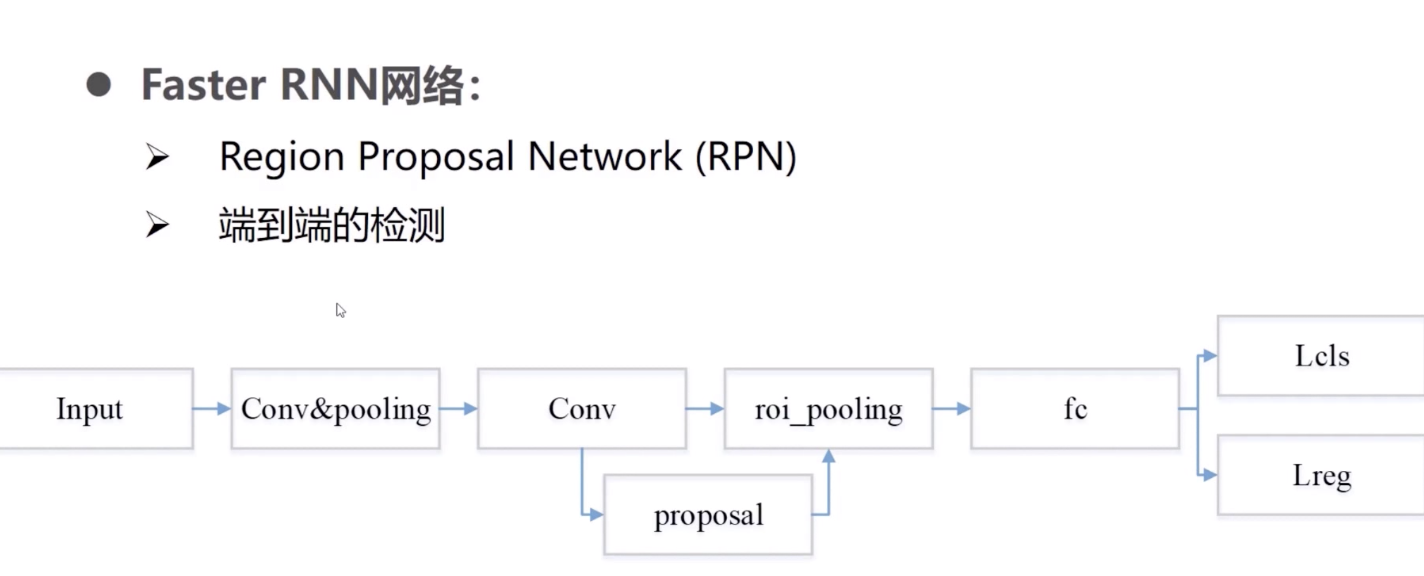 Faster RNN网络：
Region Proposal Network (RPN)
端到端的检测
Input
Conv&pooling
Conv
roi_pooling
fc
Lcls
Lreg
proposal